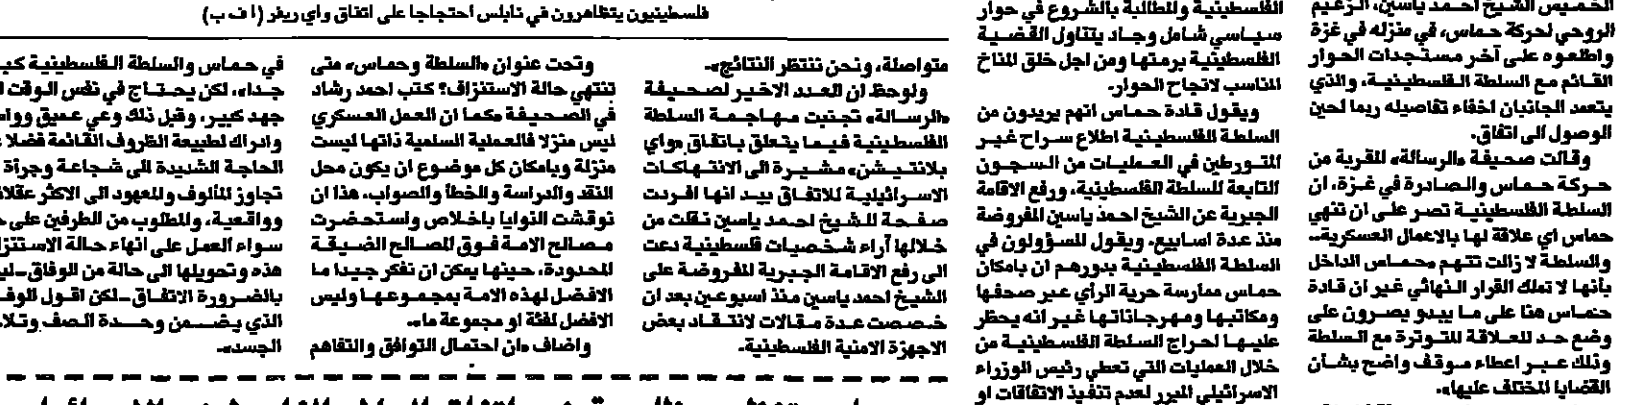 فلسطينيون يتظاهرون في نابلس احتجاجا على اتفاق واي ريفر (ا ف ب)
الخميس الشيخ احمد ياسين، الزعيم
الروحي لحركة حماس، في منزله في غزة
واطلعوه على آخر مستجدات الحوار
القائم مع السلطة الفلسطينية، والذي
يتعمد الجانبان اخفاء تفاصيله ربما لحين
الوصول الى اتفاق.
وقالت صحيفة «الرسالة» المقربة من
حركة حماس والصادرة في غزة، ان
السلطة الفلسطينية تصر على ان تنهي
حماس اي علاقة لها بالاعمال العسكرية..
والسلطة لا زالت تتهم «حماس الداخل
بأنها لا تملك القرار النهائي غير ان قادة
حماس هنا على ما يبدو يصرون على
وضع حد للعلاقة المتوترة مع السلطة
وذلك عبر اعطاء موقف واضح بشأن
القضايا المختلف عليها».
الفلسطينية وللطالبة بالشروع في حوار
سياسي شامل وجاد يتناول القضية
الفلسطينية برمتها ومن اجل خلق المناخ
المناسب لانجاح الحوار.
ويقول قادة حماس انهم يريدون من
السلطة الفلسطينية اطلاع سراح غير
المتورطين في العمليات من السجون
التابعة للسلطة الفلسطينية، ورفع الاقامة
الجبرية عن الشيخ احمد ياسين المفروضة
منذ عدة اسابيع، ويقول المسؤولون في
السلطة الفلسطينية بدورهم ان بامكان
حماس ممارسة حرية الرأي عبر صحفها
ومكاتبها ومهرجاناتها غير انه يحظر
عليها احراج السلطة الفلسطينية من
خلال العمليات التي تعطي رئيس الوزراء
الاسرائيلي المبرر لعدم تنفيذ الاتفاقات او
متواصلة، ونحن ننتظر النتائج».
ولوحظ ان العدد الاخير لصحيفة
«الرسالة» تجنبت مهاجمة السلطة
الفلسطينية فيما يتعلق باتفاق «واي
بلانتيشن» مشيرة الى الانتهاكات
الاسرائيلية للاتفاق بيد انها افردت
صفحة للشيخ احمد ياسين نقلت من
خلالها آراء شخصيات فلسطينية دعت
الى رفع الاقامة الجبرية المفروضة على
الشيخ احمد ياسين منذ اسبوعين بعد ان
خصصت عدة مقالات لانتقاد بعض
الاجهزة الامنية الفلسطينية.
وتحت عنوان «السلطة وحماس» متى
تنتهي حالة الاستنزاف؟ كتب احمد رشاد
في الصحيفة «كما ان العمل العسكري
ليس منزلا فالعملية السلمية ذاتها ليست
منزلة وبامكان كل موضوع ان يكون محل
النقد والدراسة والخطأ والصواب، هذا ان
نوقشت النوايا باخلاص واستحضرت
مصالح الامة فوق المصالح الضيقة
المحدودة، حينها يمكن ان نفكر جيدا ما
الافضل لهذه الامة بمجموعها وليس
الافضل لفئة او مجموعة ما».
واضاف «ان احتمال التوافق والتفاهم
في حماس والسلطة الفلسطينية
جدا»، لكن يحتاج في نفس الوقت
جهد كبير، وقبل ذلك وعي عميق
وادراك لطبيعة الظروف القائمة فضلا
الحاجة الشديدة الى شجاعة وجرأة
تجاوز المألوف والمعهود الى الاكثر
وواقعية، والمطلوب من الطرفين على
سواء العمل على انهاء حالة
هذه وتحويلها الى حالة من الوفاق
بالضرورة الاتفاق - لكن اقول
الذي يضمن وحدة الصف
الجسد».